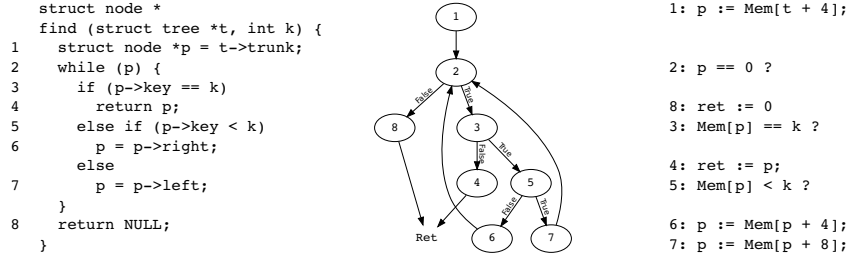 struct node *
find (struct tree *t, int k) {
1 struct node *p = t->trunk;
2 while (p) {
3 if (p->key == k)
4 return p;
5 else if (p->key < k)
6 p = p->right;
else
7 p = p->left;
}
8 return NULL;
}
1
2
False
True
8
3
False
True
4
5
False
True
Ret
6
7
1: p := Mem[t + 4];
2: p == 0 ?
8: ret := 0
3: Mem[p] == k ?
4: ret := p;
5: Mem[p] < k ?
6: p := Mem[p + 4];
7: p := Mem[p + 8];